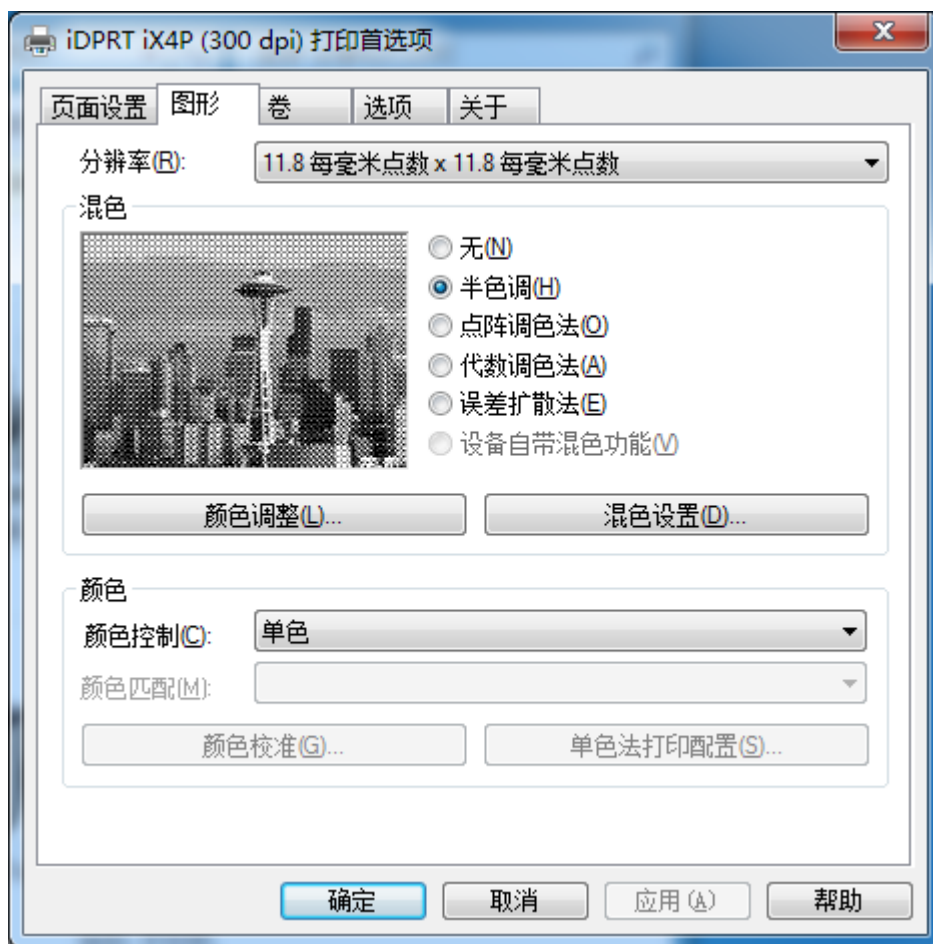 iDPRT iX4P (300 dpi) 打印首选项
页面设置 图形 卷 选项 关于
分辨率(R): 11.8 每毫米点数 x 11.8 每毫米点数
混色
无(N)
半色调(H)
点阵调色法(O)
代数调色法(A)
误差扩散法(E)
设备自带混色功能(V)
颜色调整(L)... 混色设置(D)...
颜色
颜色控制(C): 单色
颜色匹配(M):
颜色校准(G)... 单色法打印配置(S)...
确定 取消 应用(A) 帮助